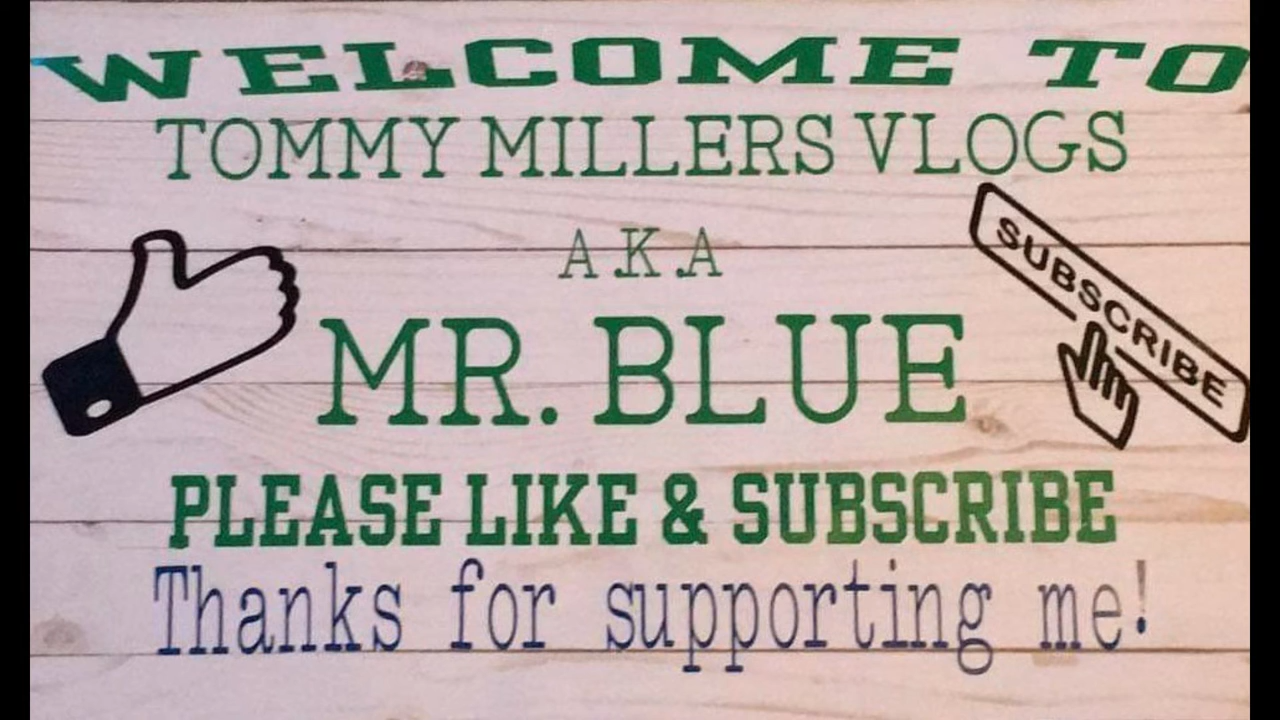 WELCOME TO
TOMMY MILLERS VLOGS
A.K.A
MR. BLUE
SUBSCRIBE
PLEASE LIKE & SUBSCRIBE
Thanks for supporting me!